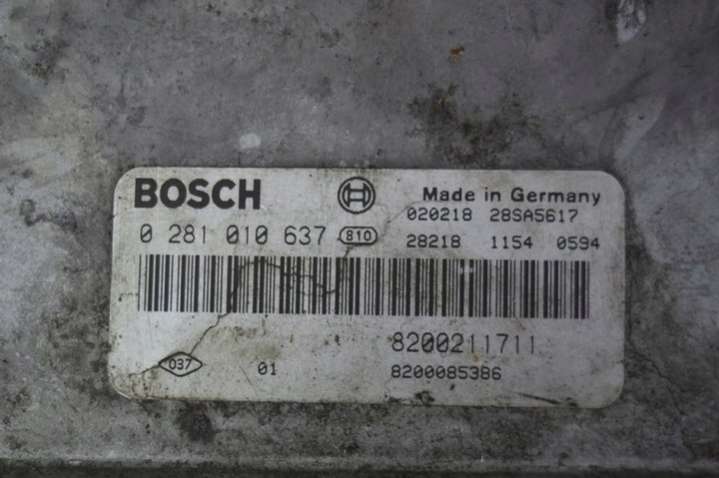 BOSCH
Made in Germany
020218 28SA5617
0 281 010 637 810
28218 1154 0594
8200211711
037 01
8200085386